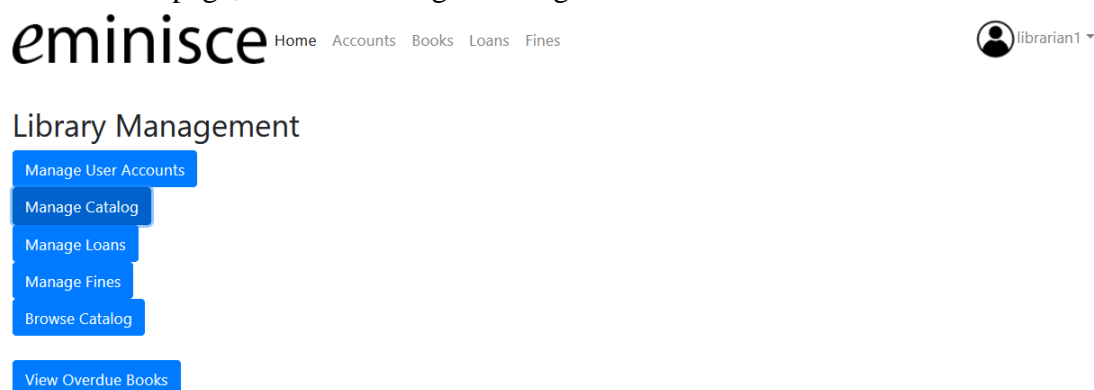 eminisce Home Accounts Books Loans Fines librarian1
Library Management
Manage User Accounts
Manage Catalog
Manage Loans
Manage Fines
Browse Catalog
View Overdue Books